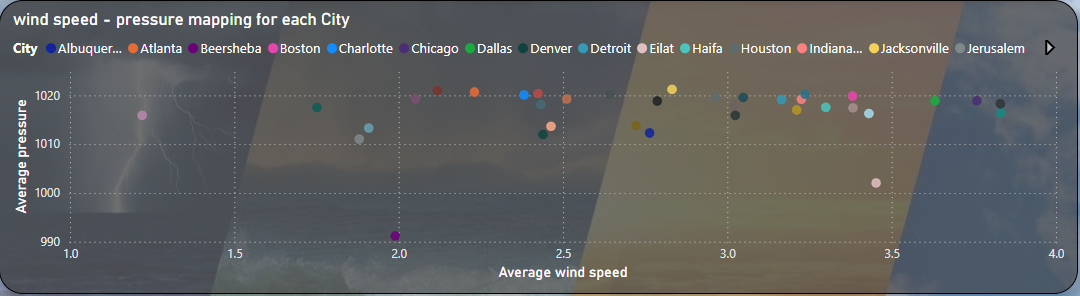 wind speed - pressure mapping for each City
City Albuquer... Atlanta Beersheba Boston Charlotte Chicago Dallas Denver Detroit Eilat Haifa Houston Indiana... Jacksonville Jerusalem
Average pressure
1020
1010
1000
990
1.0 1.5 2.0 2.5 3.0 3.5 4.0
Average wind speed